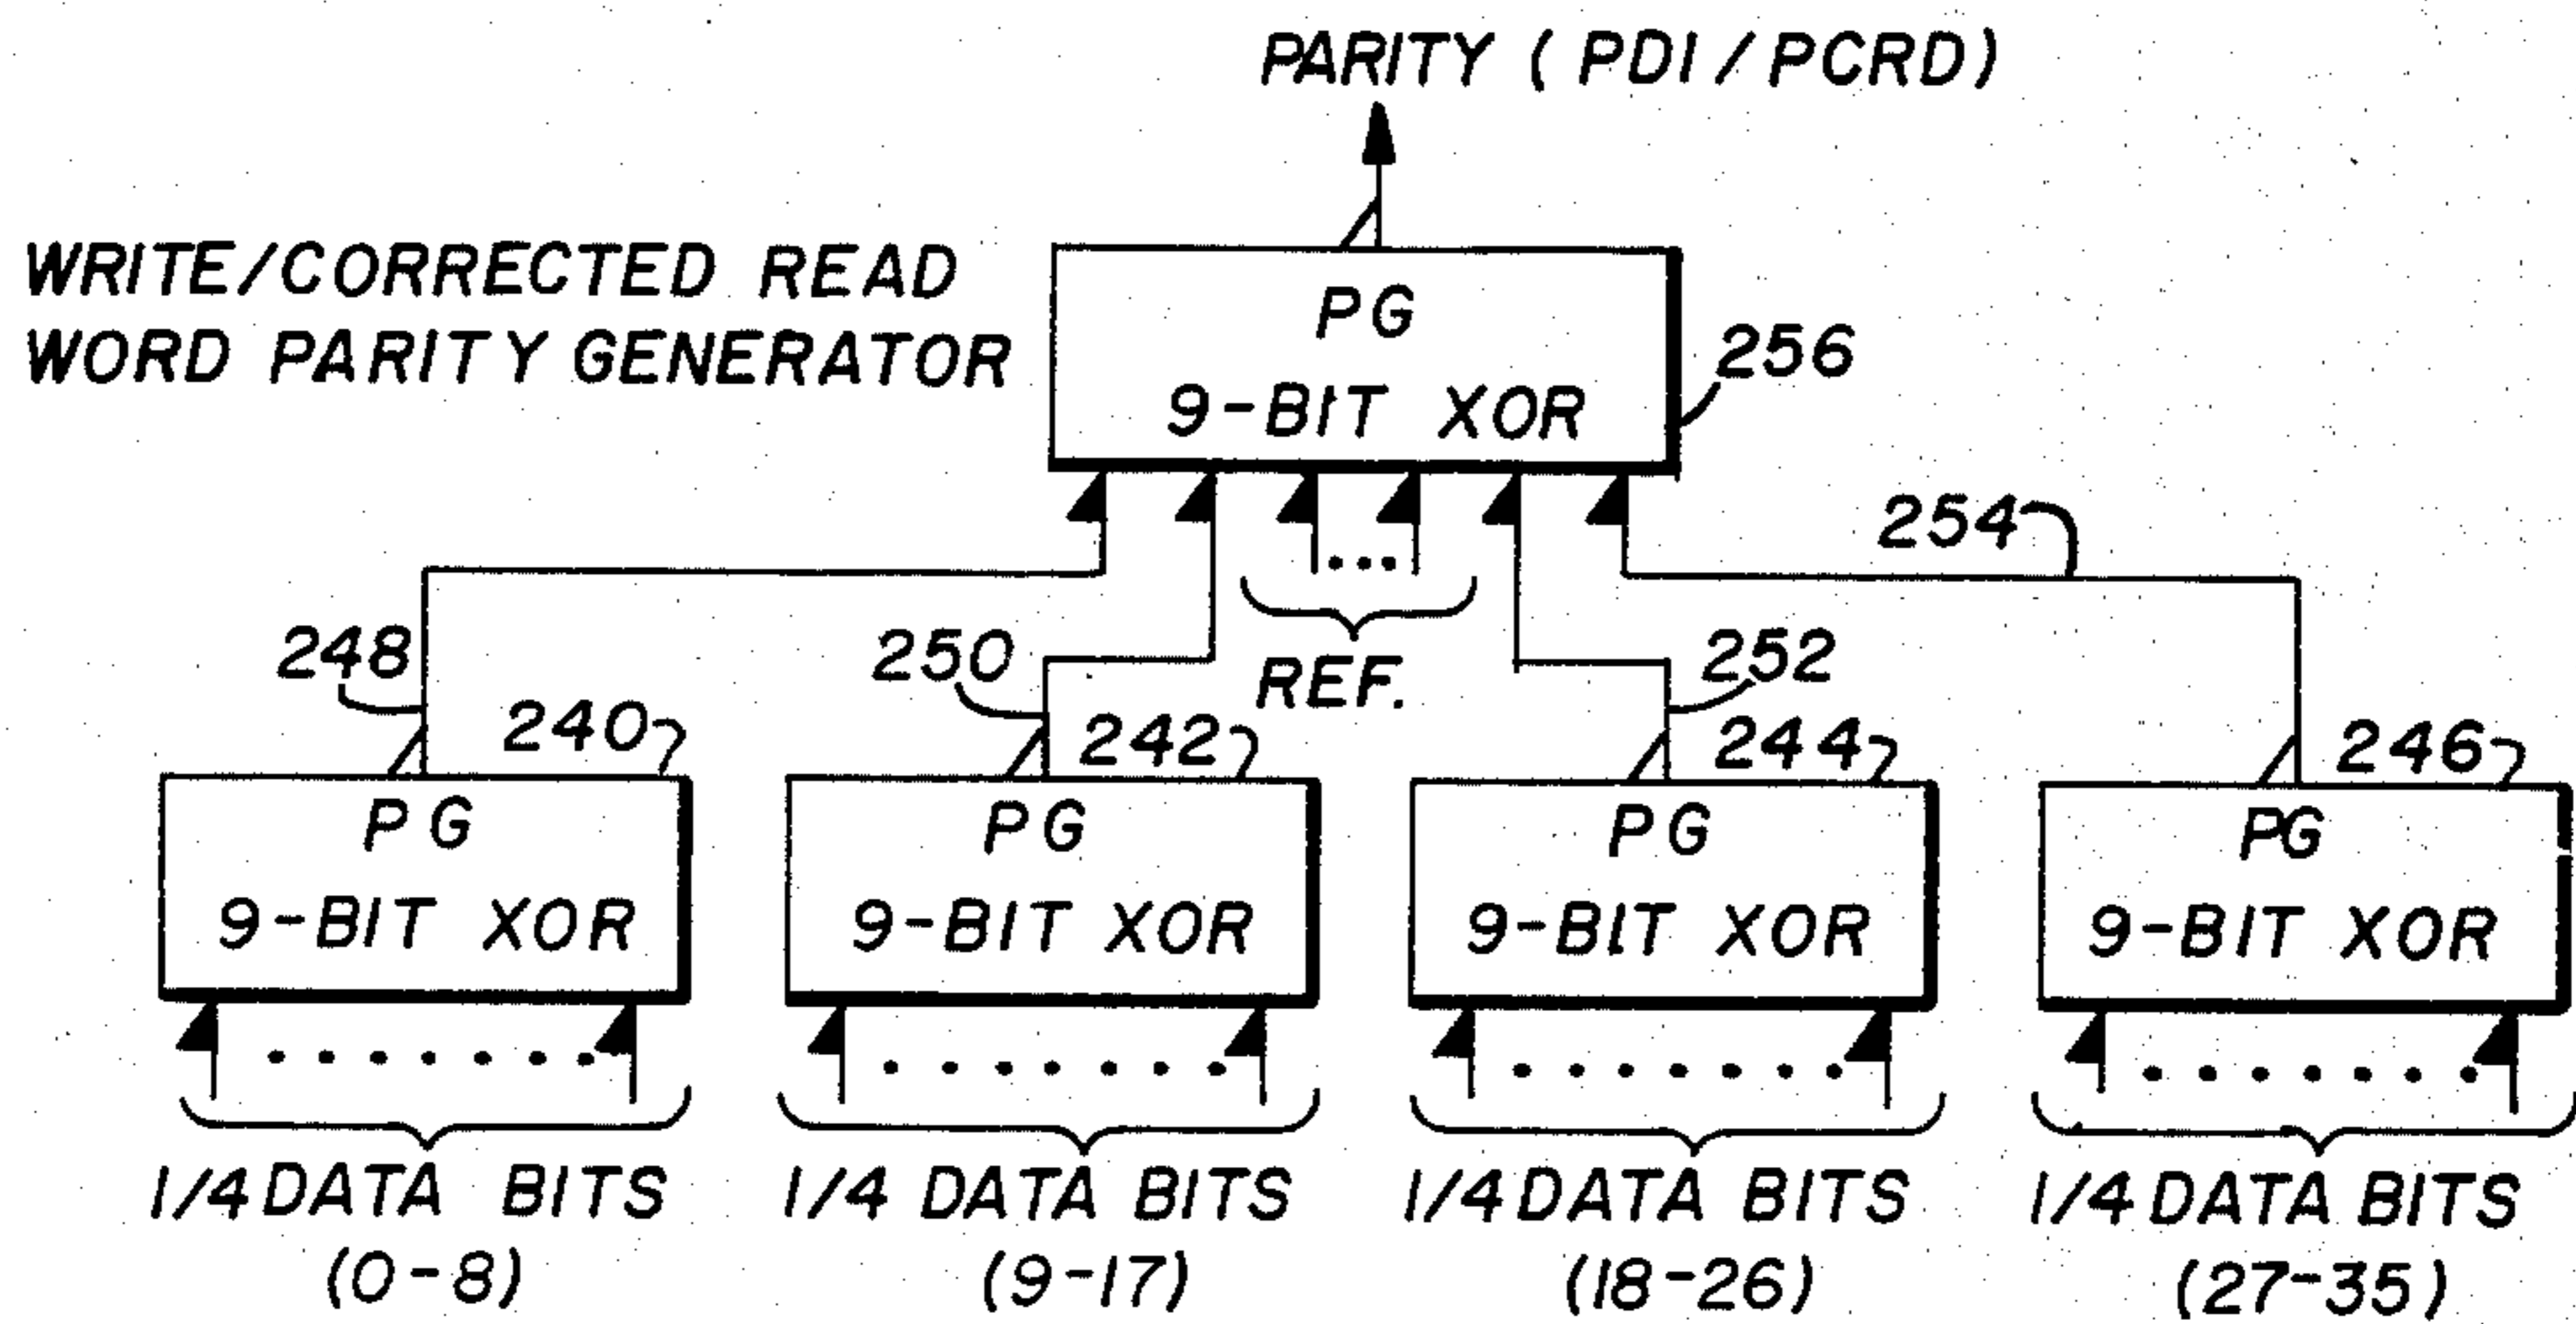 PARITY ( PDI / PCRD )
WRITE/CORRECTED READ
WORD PARITY GENERATOR
PG
9-BIT XOR
256
254
248
250
REF.
252
240
242
244
246
PG
9-BIT XOR
PG
9-BIT XOR
PG
9-BIT XOR
PG
9-BIT XOR
1/4 DATA BITS
(0-8)
1/4 DATA BITS
(9-17)
1/4 DATA BITS
(18-26)
1/4 DATA BITS
(27-35)